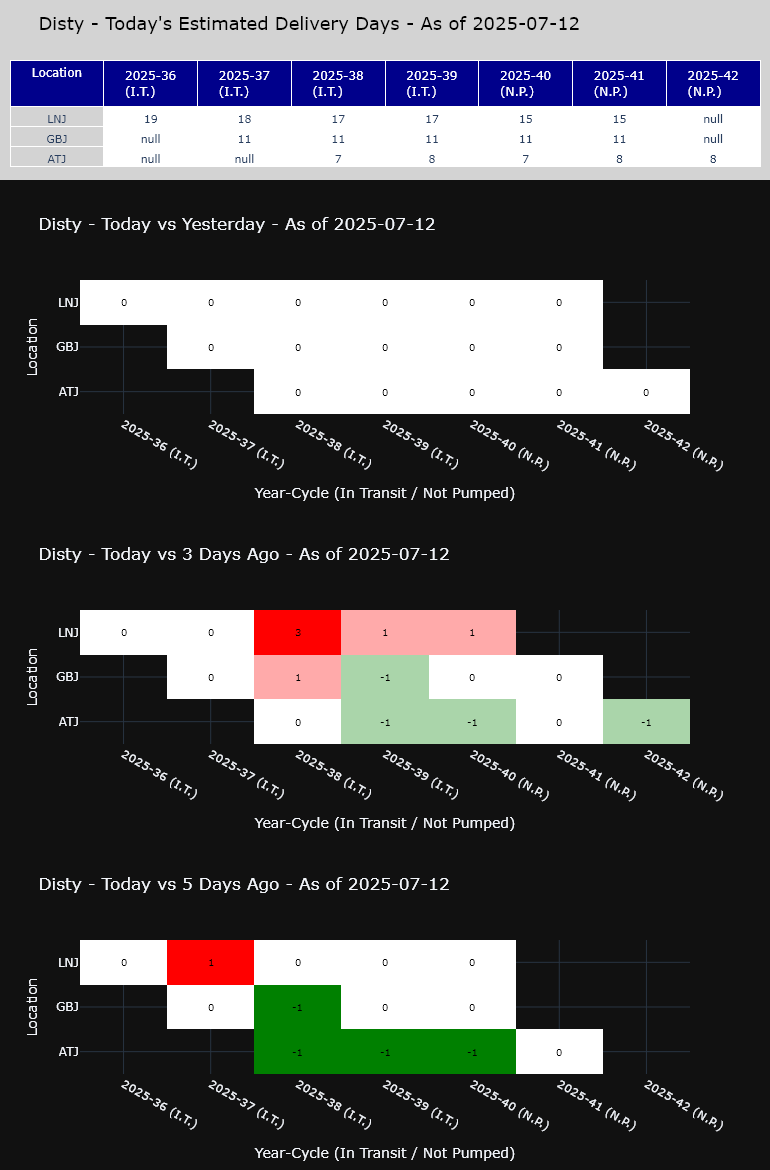 Disty - Today's Estimated Delivery Days - As of 2025-07-12
Location 2025-36 (I.T.) 2025-37 (I.T.) 2025-38 (I.T.) 2025-39 (I.T.) 2025-40 (N.P.) 2025-41 (N.P.) 2025-42 (N.P.)
LNJ 19 18 17 17 15 15 null
GBJ null 11 11 11 11 11 null
ATJ null null 7 8 7 8 8
Disty - Today vs Yesterday - As of 2025-07-12
Location
LNJ 0 0 0 0 0 0
GBJ 0 0 0 0 0
ATJ 0 0 0 0 0
2025-36 (I.T.) 2025-37 (I.T.) 2025-38 (I.T.) 2025-39 (I.T.) 2025-40 (N.P.) 2025-41 (N.P.) 2025-42 (N.P.)
Year-Cycle (In Transit / Not Pumped)
Disty - Today vs 3 Days Ago - As of 2025-07-12
Location
LNJ 0 0 3 1 1
GBJ 0 1 -1 0 0
ATJ 0 -1 -1 0 -1
2025-36 (I.T.) 2025-37 (I.T.) 2025-38 (I.T.) 2025-39 (I.T.) 2025-40 (N.P.) 2025-41 (N.P.) 2025-42 (N.P.)
Year-Cycle (In Transit / Not Pumped)
Disty - Today vs 5 Days Ago - As of 2025-07-12
Location
LNJ 0 1 0 0 0
GBJ 0 -1 0 0
ATJ -1 -1 -1 0
2025-36 (I.T.) 2025-37 (I.T.) 2025-38 (I.T.) 2025-39 (I.T.) 2025-40 (N.P.) 2025-41 (N.P.) 2025-42 (N.P.)
Year-Cycle (In Transit / Not Pumped)